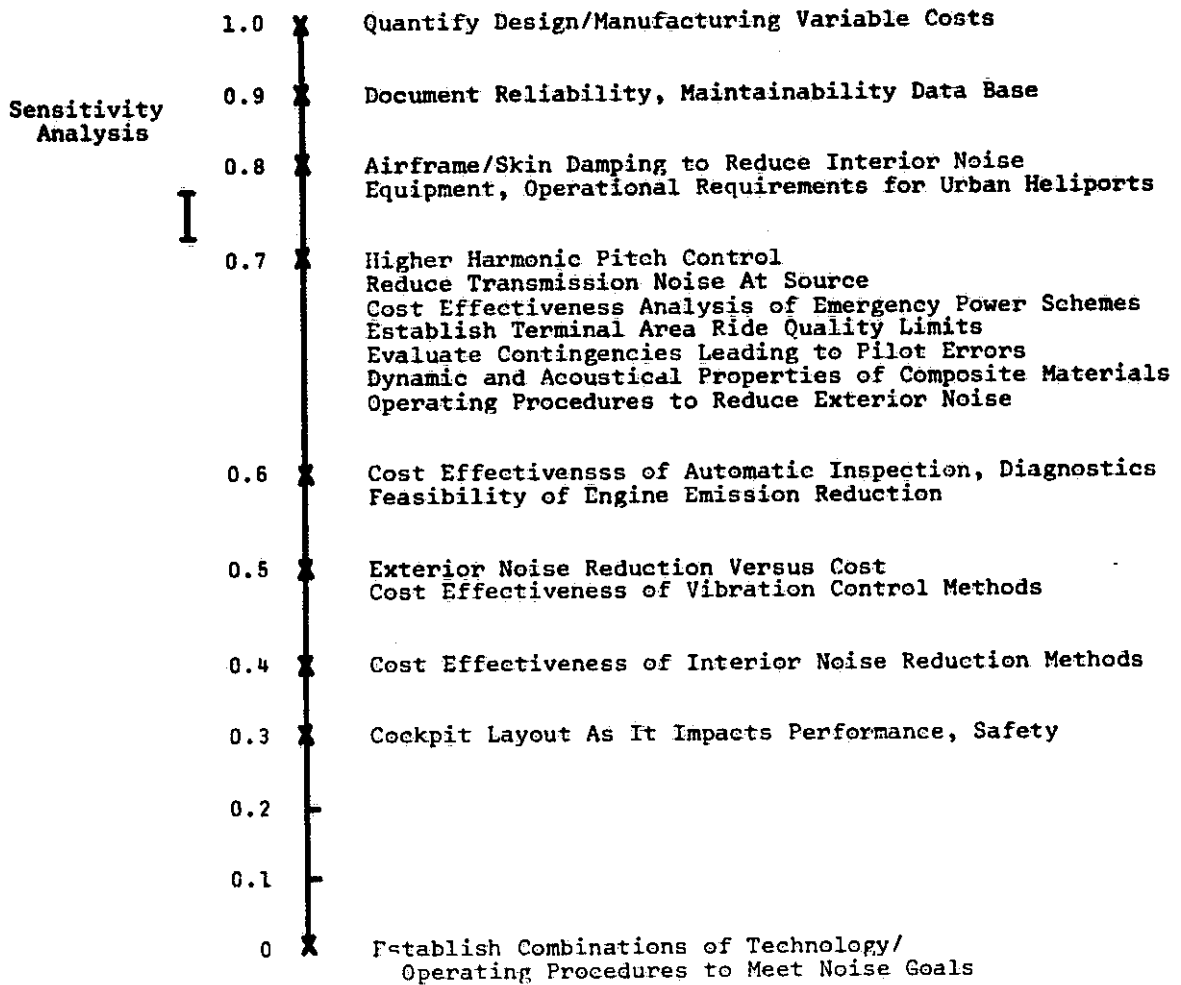 1.0 Quantify Design/Manufacturing Variable Costs
0.9 Document Reliability, Maintainability Data Base
Sensitivity
Analysis
0.8 Airframe/Skin Damping to Reduce Interior Noise
Equipment, Operational Requirements for Urban Heliports
0.7 Higher Harmonic Pitch Control
Reduce Transmission Noise At Source
Cost Effectiveness Analysis of Emergency Power Schemes
Establish Terminal Area Ride Quality Limits
Evaluate Contingencies Leading to Pilot Errors
Dynamic and Acoustical Properties of Composite Materials
Operating Procedures to Reduce Exterior Noise
0.6 Cost Effectivensss of Automatic Inspection, Diagnostics
Feasibility of Engine Emission Reduction
0.5 Exterior Noise Reduction Versus Cost
Cost Effectiveness of Vibration Control Methods
0.4 Cost Effectiveness of Interior Noise Reduction Methods
0.3 Cockpit Layout As It Impacts Performance, Safety
0.2
0.1
0 Establish Combinations of Technology/
Operating Procedures to Meet Noise Goals